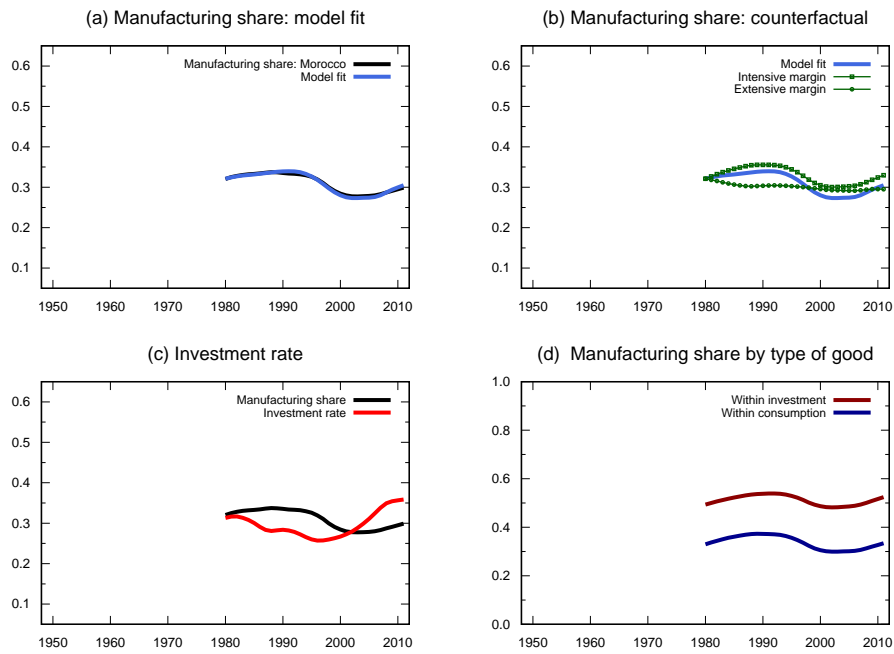 (a) Manufacturing share: model fit
0.6
0.5
0.4
0.3
0.2
0.1
1950 1960 1970 1980 1990 2000 2010
Manufacturing share: Morocco
Model fit
(b) Manufacturing share: counterfactual
0.6
0.5
0.4
0.3
0.2
0.1
1950 1960 1970 1980 1990 2000 2010
Model fit
Intensive margin
Extensive margin
(c) Investment rate
0.6
0.5
0.4
0.3
0.2
0.1
1950 1960 1970 1980 1990 2000 2010
Manufacturing share
Investment rate
(d) Manufacturing share by type of good
1.0
0.8
0.6
0.4
0.2
0.0
1950 1960 1970 1980 1990 2000 2010
Within investment
Within consumption